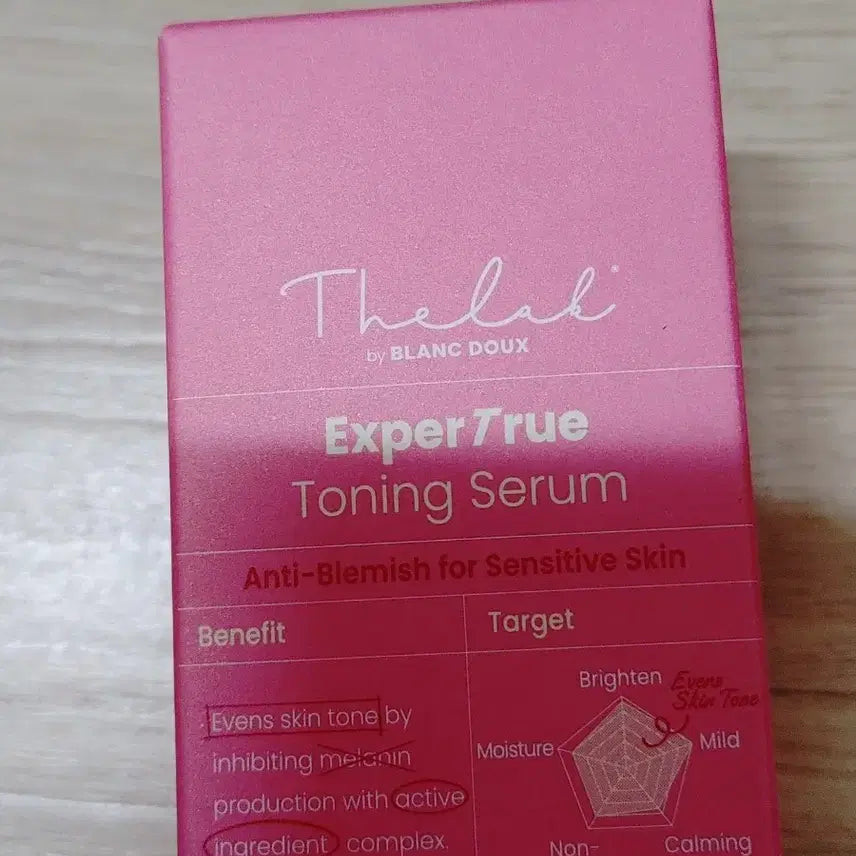 Thelab®
by BLANC DOUX
ExperTrue
Toning Serum
Anti-Blemish for Sensitive Skin
Benefit
Target
Evens skin tone by
inhibiting melanin
production with active
ingredient complex.
Brighten
Evens
Skin Tone
Moisture
Mild
Non-
Calming